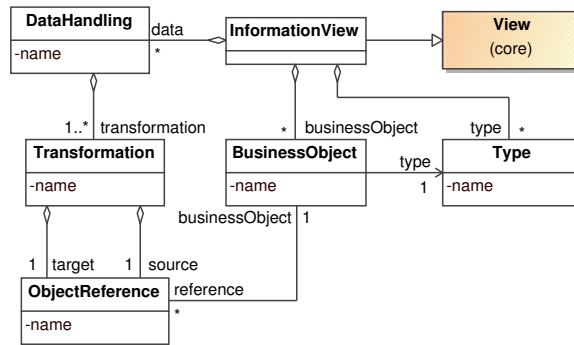 DataHandling
-name
data
*
InformationView
View
(core)
1..* transformation
* businessObject
type *
Transformation
-name
BusinessObject
-name
type
1
Type
-name
businessObject 1
1 target
1 source
ObjectReference
-name
reference
*